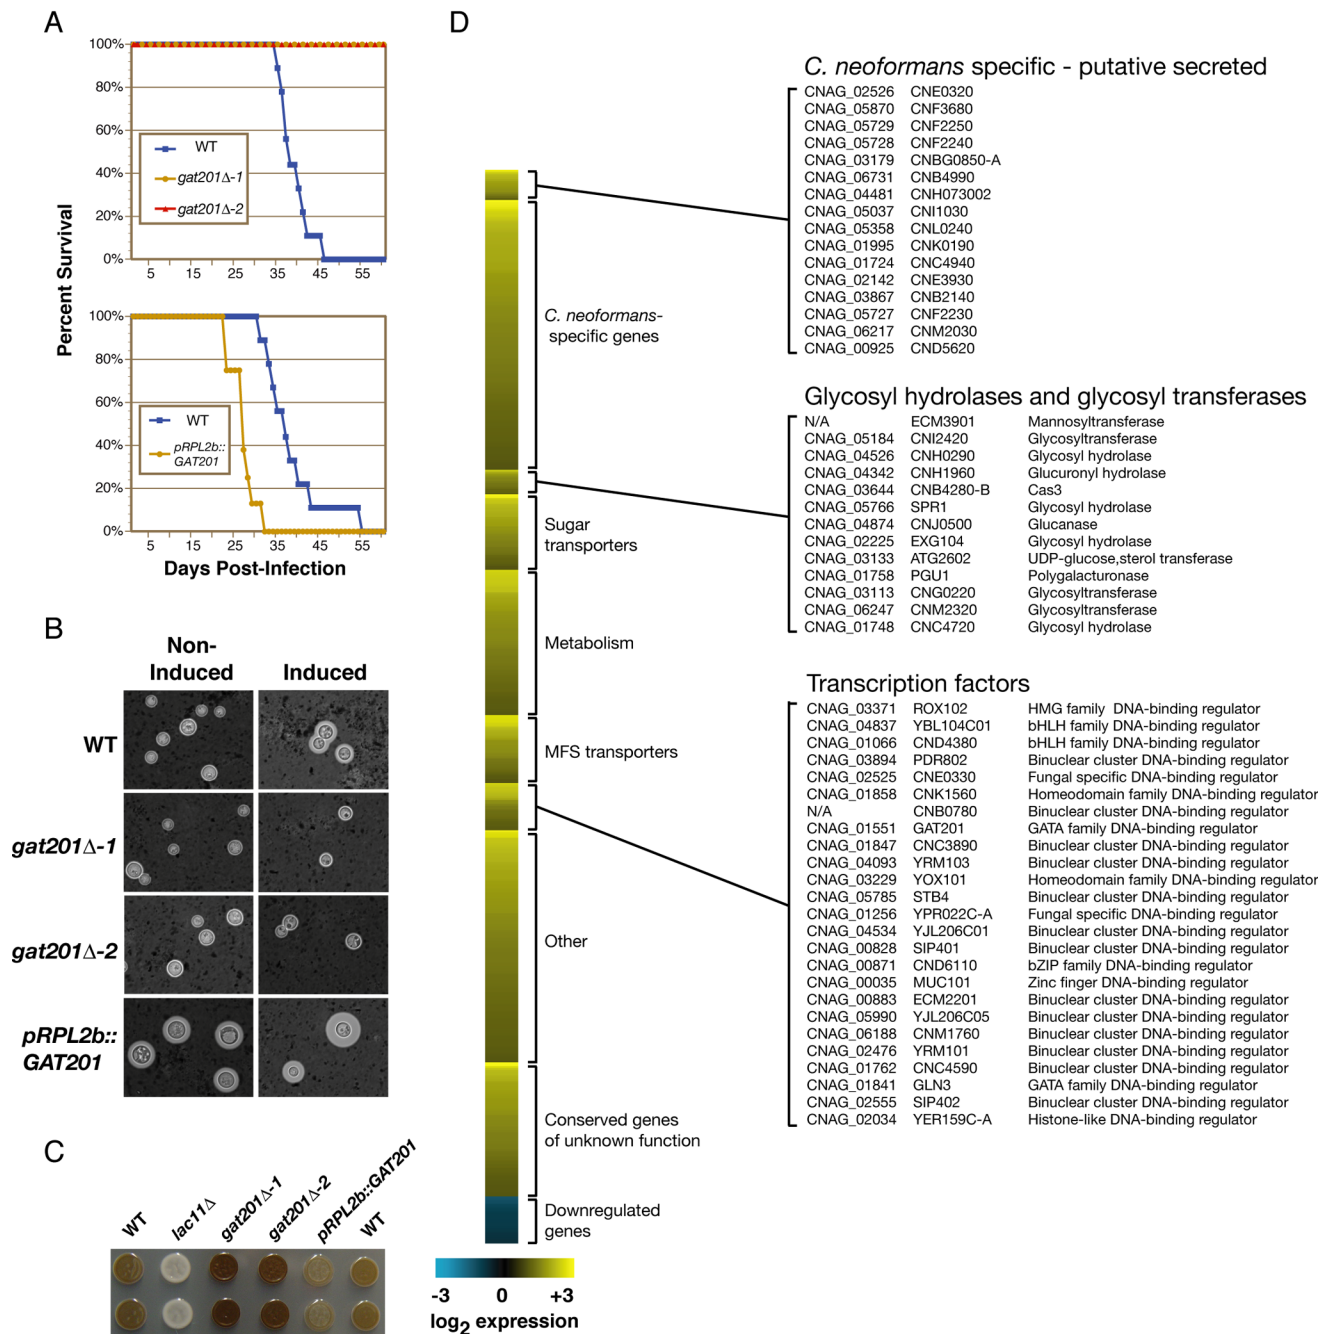 A
100%
80%
60%
40%
20%
0%
WT
gat201Δ-1
gat201Δ-2
5 15 25 35 45 55
Percent Survival
100%
80%
60%
40%
20%
0%
WT
pRPL2b::
GAT201
5 15 25 35 45 55
Days Post-Infection
B
Non-
Induced
Induced
WT
gat201Δ-1
gat201Δ-2
pRPL2b::
GAT201
C
WT
lac11Δ
gat201Δ-1
gat201Δ-2
pRPL2b::GAT201
WT
D
C. neoformans-
specific genes
Sugar
transporters
Metabolism
MFS transporters
Other
Conserved genes
of unknown function
Downregulated
genes
-3 0 +3
log2 expression
C. neoformans specific - putative secreted
CNAG_02526 CNE0320
CNAG_05870 CNF3680
CNAG_05729 CNF2250
CNAG_05728 CNF2240
CNAG_03179 CNBG0850-A
CNAG_06731 CNB4990
CNAG_04481 CNH073002
CNAG_05037 CNI1030
CNAG_05358 CNL0240
CNAG_01995 CNK0190
CNAG_01724 CNC4940
CNAG_02142 CNE3930
CNAG_03867 CNB2140
CNAG_05727 CNF2230
CNAG_06217 CNM2030
CNAG_00925 CND5620
Glycosyl hydrolases and glycosyl transferases
N/A ECM3901 Mannosyltransferase
CNAG_05184 CNI2420 Glycosyltransferase
CNAG_04526 CNH0290 Glycosyl hydrolase
CNAG_04342 CNH1960 Glucuronyl hydrolase
CNAG_03644 CNB4280-B Cas3
CNAG_05766 SPR1 Glycosyl hydrolase
CNAG_04874 CNJ0500 Glucanase
CNAG_02225 EXG104 Glycosyl hydrolase
CNAG_03133 ATG2602 UDP-glucose,sterol transferase
CNAG_01758 PGU1 Polygalacturonase
CNAG_03113 CNG0220 Glycosyltransferase
CNAG_06247 CNM2320 Glycosyltransferase
CNAG_01748 CNC4720 Glycosyl hydrolase
Transcription factors
CNAG_03371 ROX102 HMG family DNA-binding regulator
CNAG_04837 YBL104C01 bHLH family DNA-binding regulator
CNAG_01066 CND4380 bHLH family DNA-binding regulator
CNAG_03894 PDR802 Binuclear cluster DNA-binding regulator
CNAG_02525 CNE0330 Fungal specific DNA-binding regulator
CNAG_01858 CNK1560 Homeodomain family DNA-binding regulator
N/A CNB0780 Binuclear cluster DNA-binding regulator
CNAG_01551 GAT201 GATA family DNA-binding regulator
CNAG_01847 CNC3890 Binuclear cluster DNA-binding regulator
CNAG_04093 YRM103 Binuclear cluster DNA-binding regulator
CNAG_03229 YOX101 Homeodomain family DNA-binding regulator
CNAG_05785 STB4 Binuclear cluster DNA-binding regulator
CNAG_01256 YPR022C-A Fungal specific DNA-binding regulator
CNAG_04534 YJL206C01 Binuclear cluster DNA-binding regulator
CNAG_00828 SIP401 Binuclear cluster DNA-binding regulator
CNAG_00871 CND6110 bZIP family DNA-binding regulator
CNAG_00035 MUC101 Zinc finger DNA-binding regulator
CNAG_00883 ECM2201 Binuclear cluster DNA-binding regulator
CNAG_05990 YJL206C05 Binuclear cluster DNA-binding regulator
CNAG_06188 CNM1760 Binuclear cluster DNA-binding regulator
CNAG_02476 YRM101 Binuclear cluster DNA-binding regulator
CNAG_01762 CNC4590 Binuclear cluster DNA-binding regulator
CNAG_01841 GLN3 GATA family DNA-binding regulator
CNAG_02555 SIP402 Binuclear cluster DNA-binding regulator
CNAG_02034 YER159C-A Histone-like DNA-binding regulator